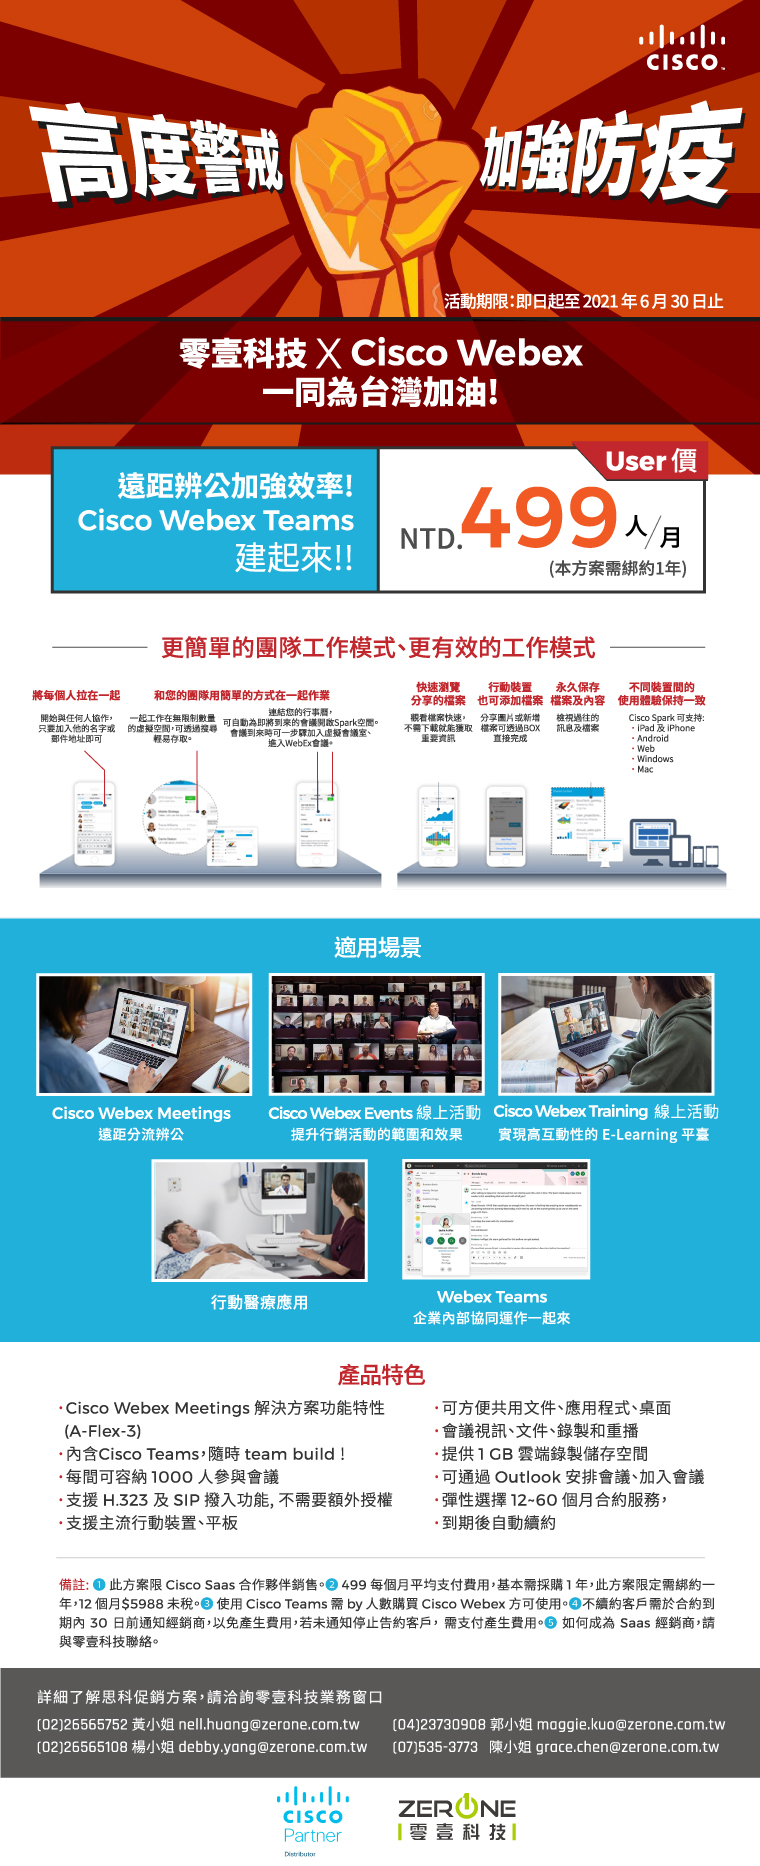 CISCO
高度警戒
加強防疫
活動期限:即日起至 2021 年 6 月 30 日止
零壹科技 X Cisco Webex
一同為台灣加油!
遠距辨公加強效率!
Cisco Webex Teams
建起來!!
User 價
NTD.499人/月
(本方案需綁約1年)
更簡單的團隊工作模式、更有效的工作模式
將每個人拉在一起
開始與任何人協作,
只要加入他的名字或
郵件地址即可
和您的團隊用簡單的方式在一起作業
一起工作在無限制數量
的虛擬空間,可透過搜尋
輕易存取。
連結您的行事曆,
可自動為即將到來的會議開啟Spark空間。
會議到來時可一步驟加入虛擬會議室、
進入WebEx會議。
快速瀏覽
分享的檔案
觀看檔案快速,
不需下載就能獲取
重要資訊
行動裝置
也可添加檔案
分享圖片或新增
檔案可透過BOX
直接完成
永久保存
檔案及內容
檢視過往的
訊息及檔案
不同裝置間的
使用體驗保持一致
Cisco Spark 可支持:
・iPad 及 iPhone
・Android
・Web
・Windows
・Mac
適用場景
Cisco Webex Meetings
遠距分流辨公
Cisco Webex Events 線上活動
提升行銷活動的範圍和效果
Cisco Webex Training 線上活動
實現高互動性的 E-Learning 平臺
行動醫療應用
Webex Teams
企業內部協同運作一起來
產品特色
・Cisco Webex Meetings 解決方案功能特性
(A-Flex-3)
・內含Cisco Teams,隨時 team build !
・每間可容納 1000 人參與會議
・支援 H.323 及 SIP 撥入功能, 不需要額外授權
・支援主流行動裝置、平板
・可方便共用文件、應用程式、桌面
・會議視訊、文件、錄製和重播
・提供 1 GB 雲端錄製儲存空間
・可通過 Outlook 安排會議、加入會議
・彈性選擇 12~60 個月合約服務,
・到期後自動續約
備註: ❶ 此方案限 Cisco Saas 合作夥伴銷售。❷ 499 每個月平均支付費用,基本需採購 1 年,此方案限定需綁約一
年,12 個月$5988 未稅。❸ 使用 Cisco Teams 需 by 人數購買 Cisco Webex 方可使用。❹不續約客戶需於合約到
期內 30 日前通知經銷商,以免產生費用,若未通知停止告約客戶, 需支付產生費用。❺ 如何成為 Saas 經銷商,請
與零壹科技聯絡。
詳細了解思科促銷方案,請洽詢零壹科技業務窗口
(02)26565752 黃小姐 nell.huang@zerone.com.tw
(02)26565108 楊小姐 debby.yang@zerone.com.tw
(04)23730908 郭小姐 maggie.kuo@zerone.com.tw
(07)535-3773 陳小姐 grace.chen@zerone.com.tw
CISCO
Partner
Distributor
ZERONE
零壹科技